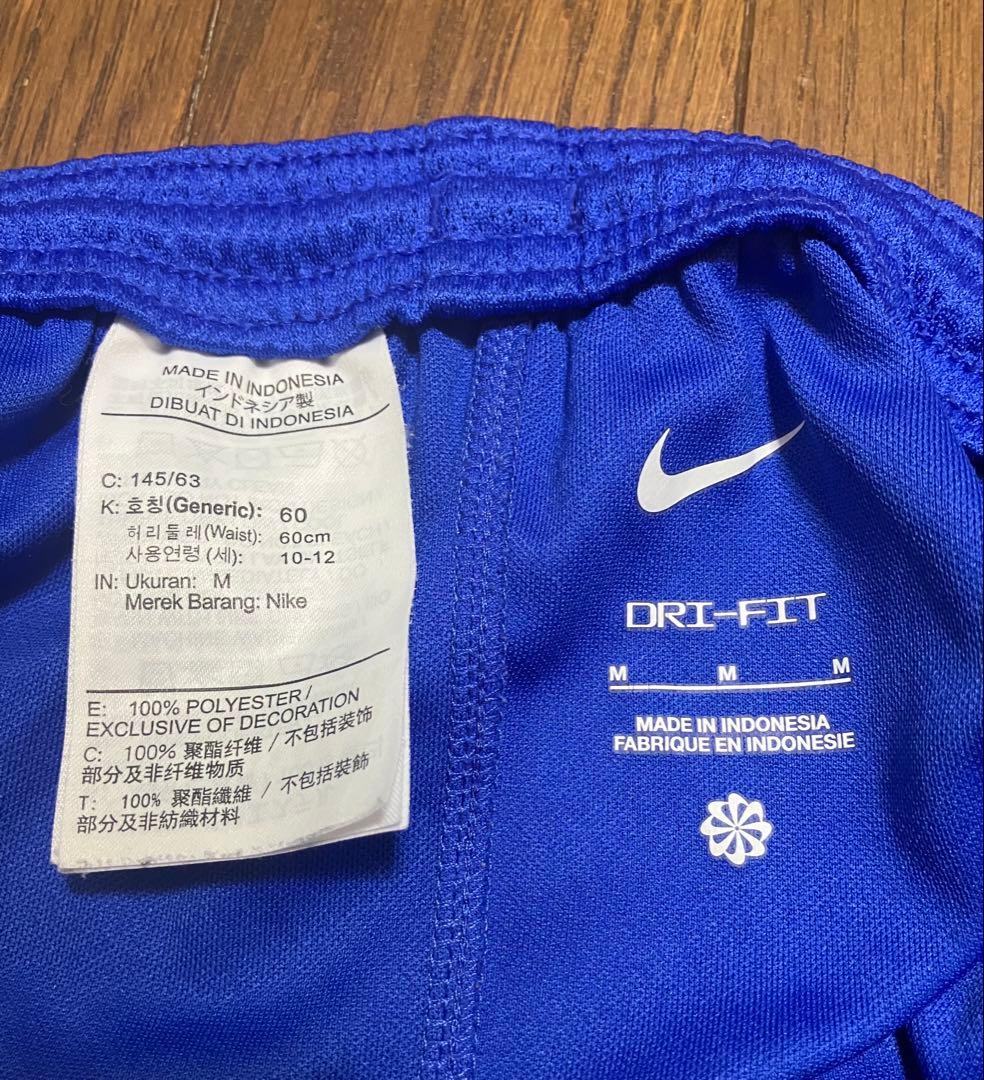 MADE IN INDONESIA
インドネシア製
DIBUAT DI INDONESIA
C: 145/63
K: 호칭(Generic): 60
허리둘레(Waist): 60cm
사용연령(세): 10-12
IN: Ukuran: M
Merek Barang: Nike
E: 100% POLYESTER /
EXCLUSIVE OF DECORATION
C: 100% 聚酯纤维 / 不包括装饰
部分及非纤维物质
T: 100% 聚酯纖維 / 不包括裝飾
部分及非紡織材料
DRI-FIT
M M M
MADE IN INDONESIA
FABRIQUE EN INDONESIE